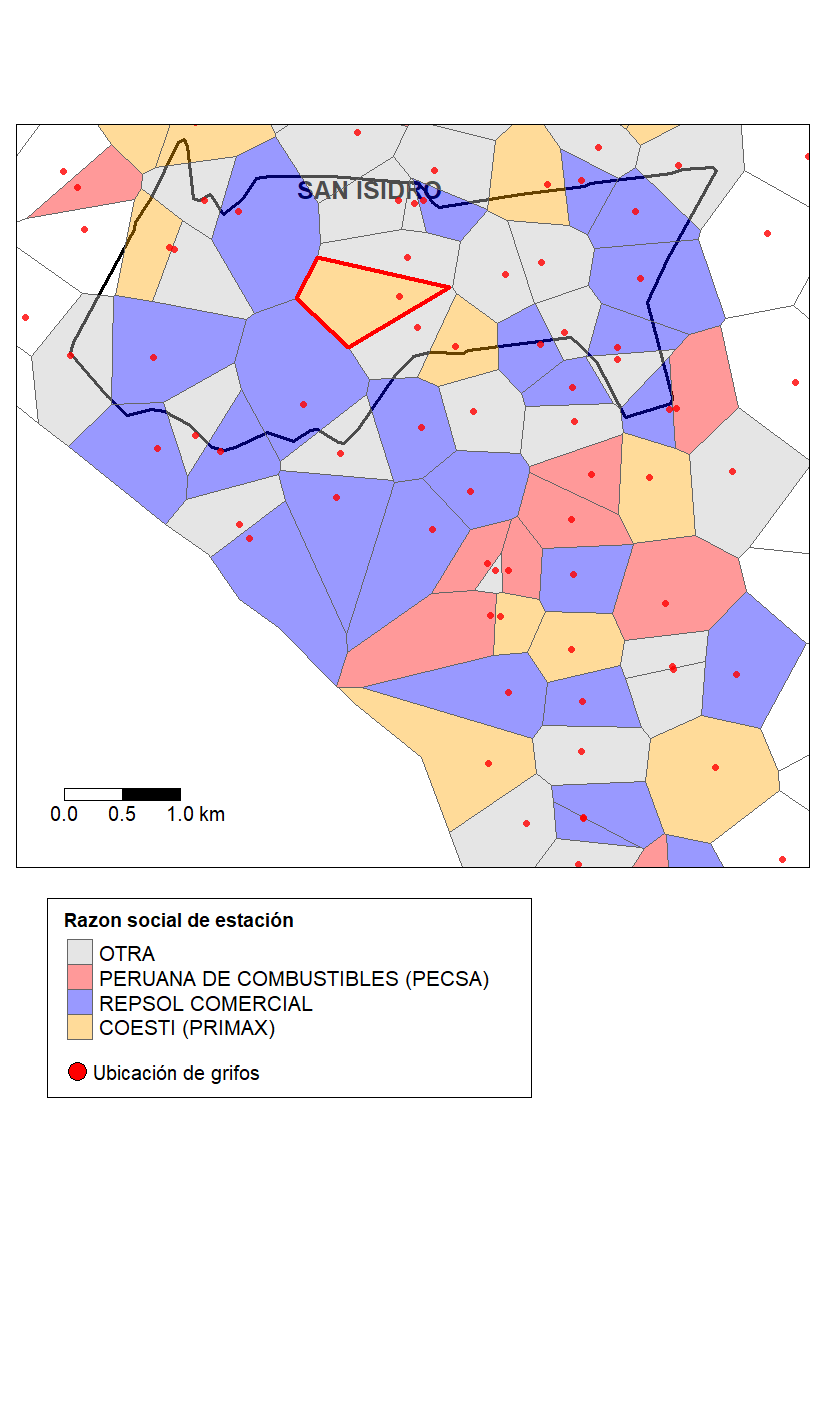 SAN ISIDRO
0.0 0.5 1.0 km
Razon social de estación
OTRA
PERUANA DE COMBUSTIBLES (PECSA)
REPSOL COMERCIAL
COESTI (PRIMAX)
Ubicación de grifos